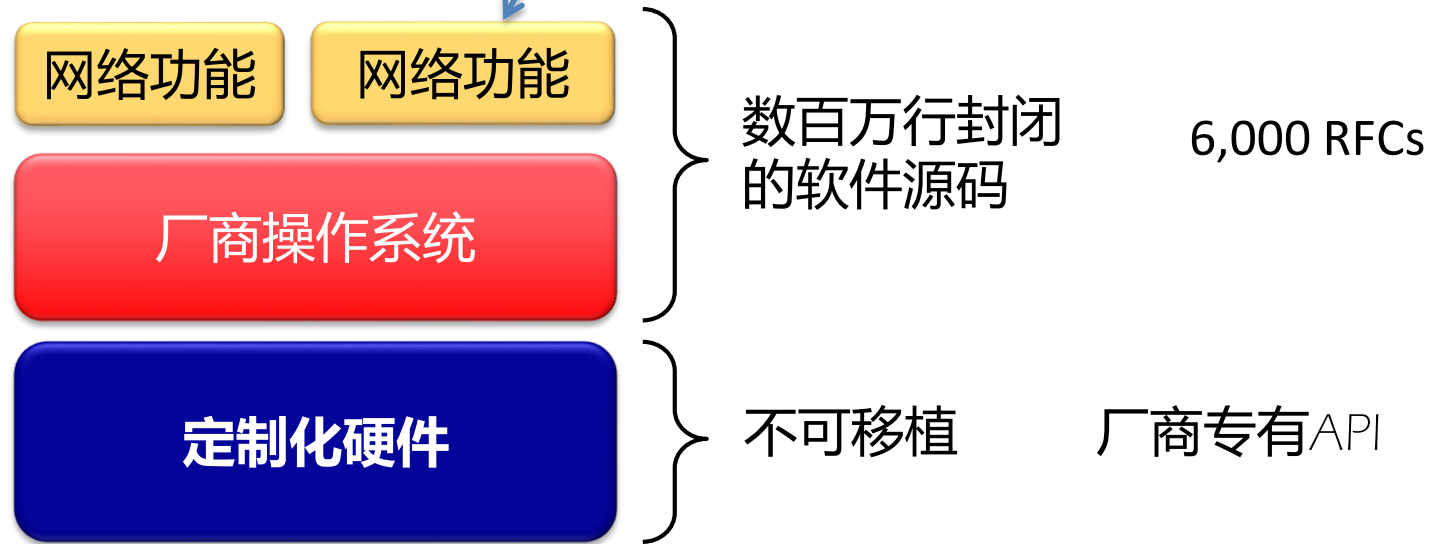 网络功能
网络功能
数百万行封闭
的软件源码
6,000 RFCs
厂商操作系统
定制化硬件
不可移植
厂商专有API